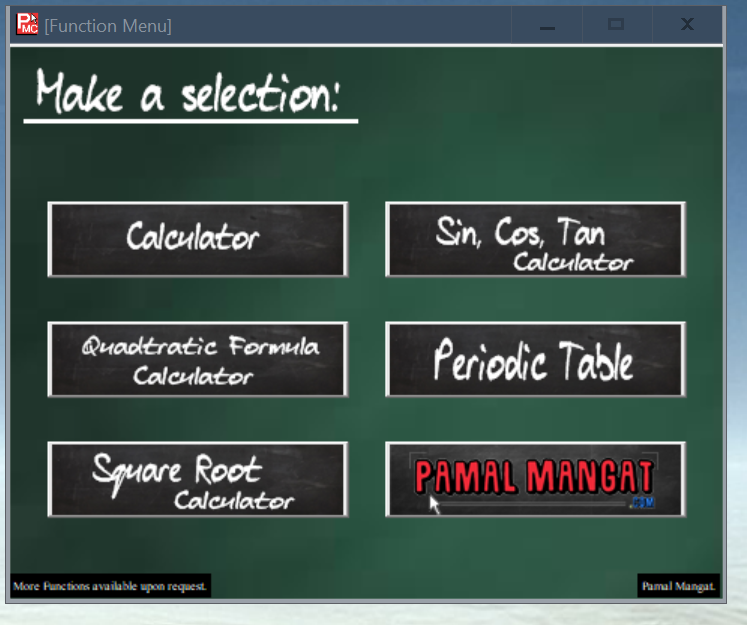 [Function Menu]
Make a selection:
Calculator
Sin, Cos, Tan
Calculator
Quadtratic Formula
Calculator
Periodic Table
Square Root
Calculator
PAMAL MANGAT
.COM
More Functions available upon request.
Pamal Mangat.